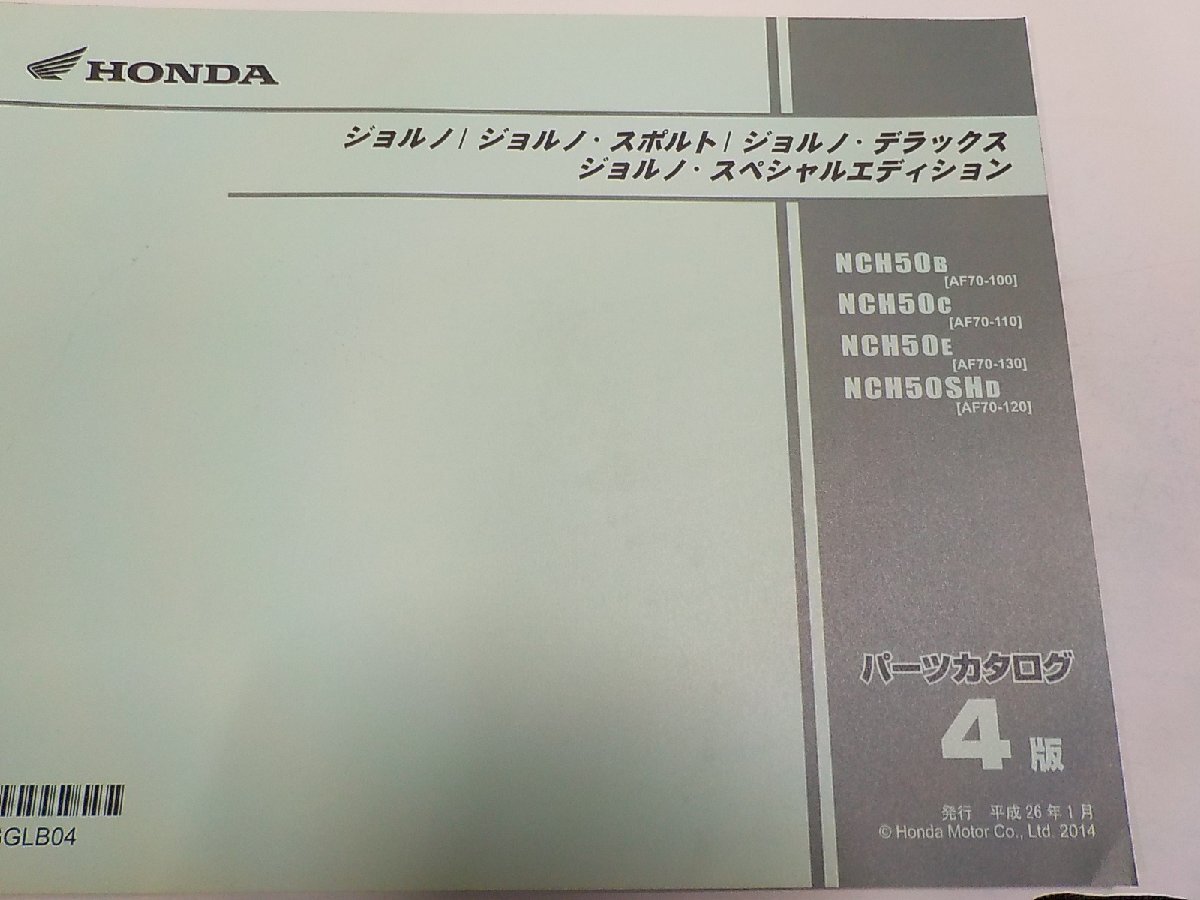 HONDA
ジョルノ/ジョルノ・スポルト/ジョルノ・デラックス
ジョルノ・スペシャルエディション
NCH50B
[AF70-100]
NCH50C
[AF70-110]
NCH50E
[AF70-130]
NCH50SHD
[AF70-120]
パーツカタログ
4版
発行 平成26年1月
© Honda Motor Co., Ltd. 2014
GGLB04